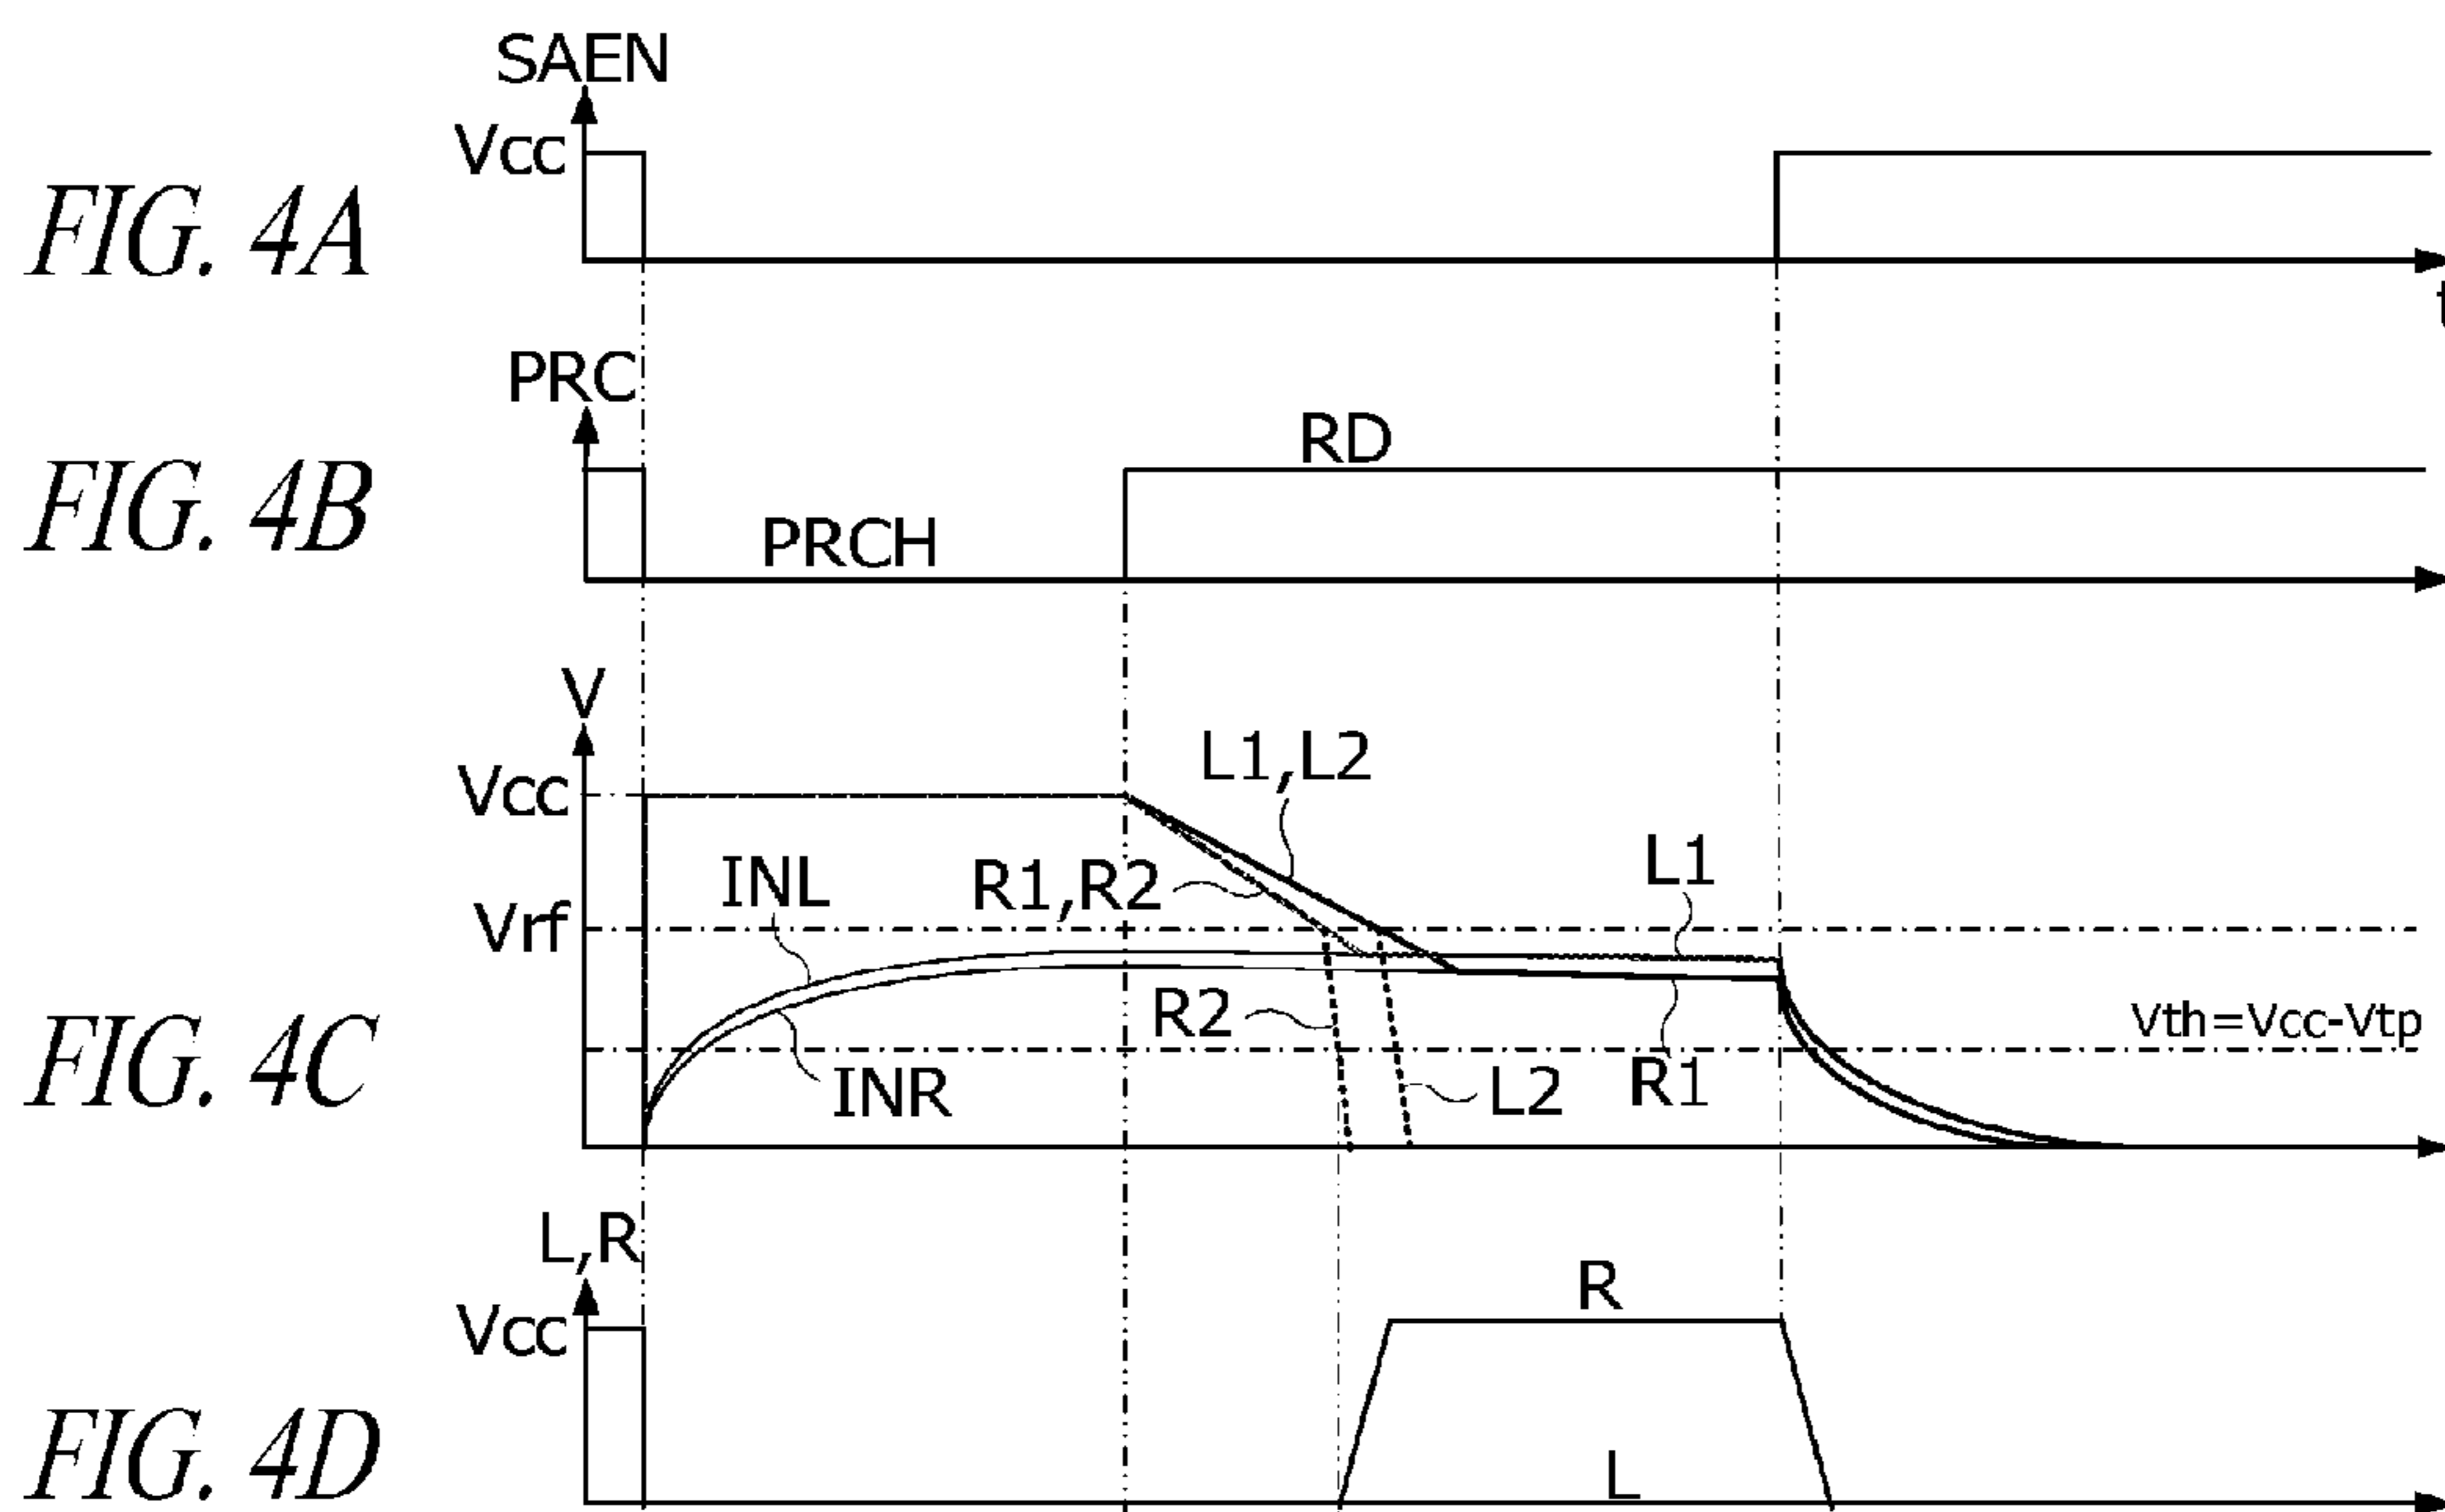 SAEN
Vcc
FIG. 4A
t
PRC
RD
FIG. 4B
PRCH
V
L1,L2
Vcc
INL
R1,R2
L1
Vrf
R2
Vth=Vcc-Vtp
FIG. 4C
INR
L2
R1
L,R
R
Vcc
FIG. 4D
L